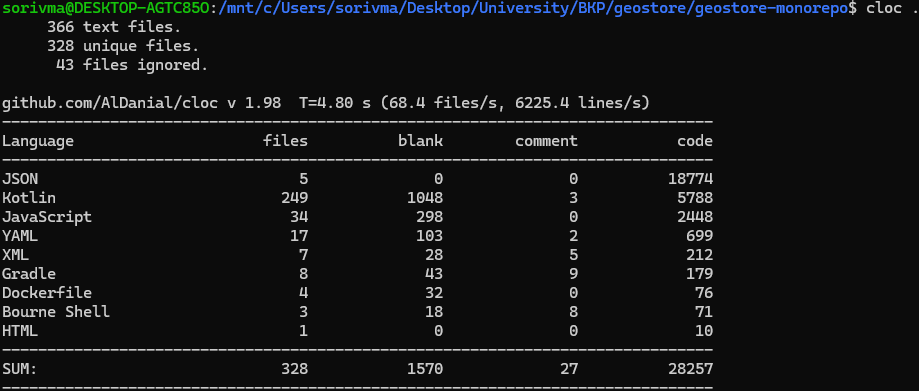 sorivma@DESKTOP-AGTC85O:/mnt/c/Users/sorivma/Desktop/University/BKP/geostore/geostore-monorepo$ cloc .
     366 text files.
     328 unique files.
      43 files ignored.

github.com/AlDanial/cloc v 1.98  T=4.80 s (68.4 files/s, 6225.4 lines/s)
-------------------------------------------------------------------------------
Language                     files          blank        comment           code
-------------------------------------------------------------------------------
JSON                             5              0              0          18774
Kotlin                         249           1048              3           5788
JavaScript                      34            298              0           2448
YAML                            17            103              2            699
XML                              7             28              5            212
Gradle                           8             43              9            179
Dockerfile                       4             32              0             76
Bourne Shell                     3             18              8             71
HTML                             1              0              0             10
-------------------------------------------------------------------------------
SUM:                           328           1570             27          28257
-------------------------------------------------------------------------------